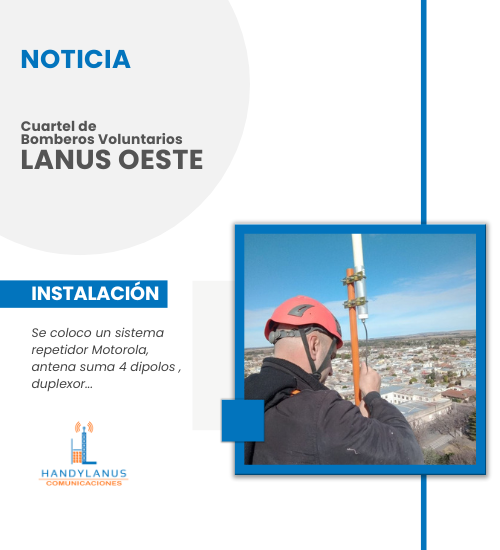 NOTICIA
Cuartel de
Bomberos Voluntarios
LANUS OESTE
INSTALACIÓN
Se coloco un sistema
repetidor Motorola,
antena suma 4 dipolos ,
duplexor...
HANDYLANUS
COMUNICACIONES